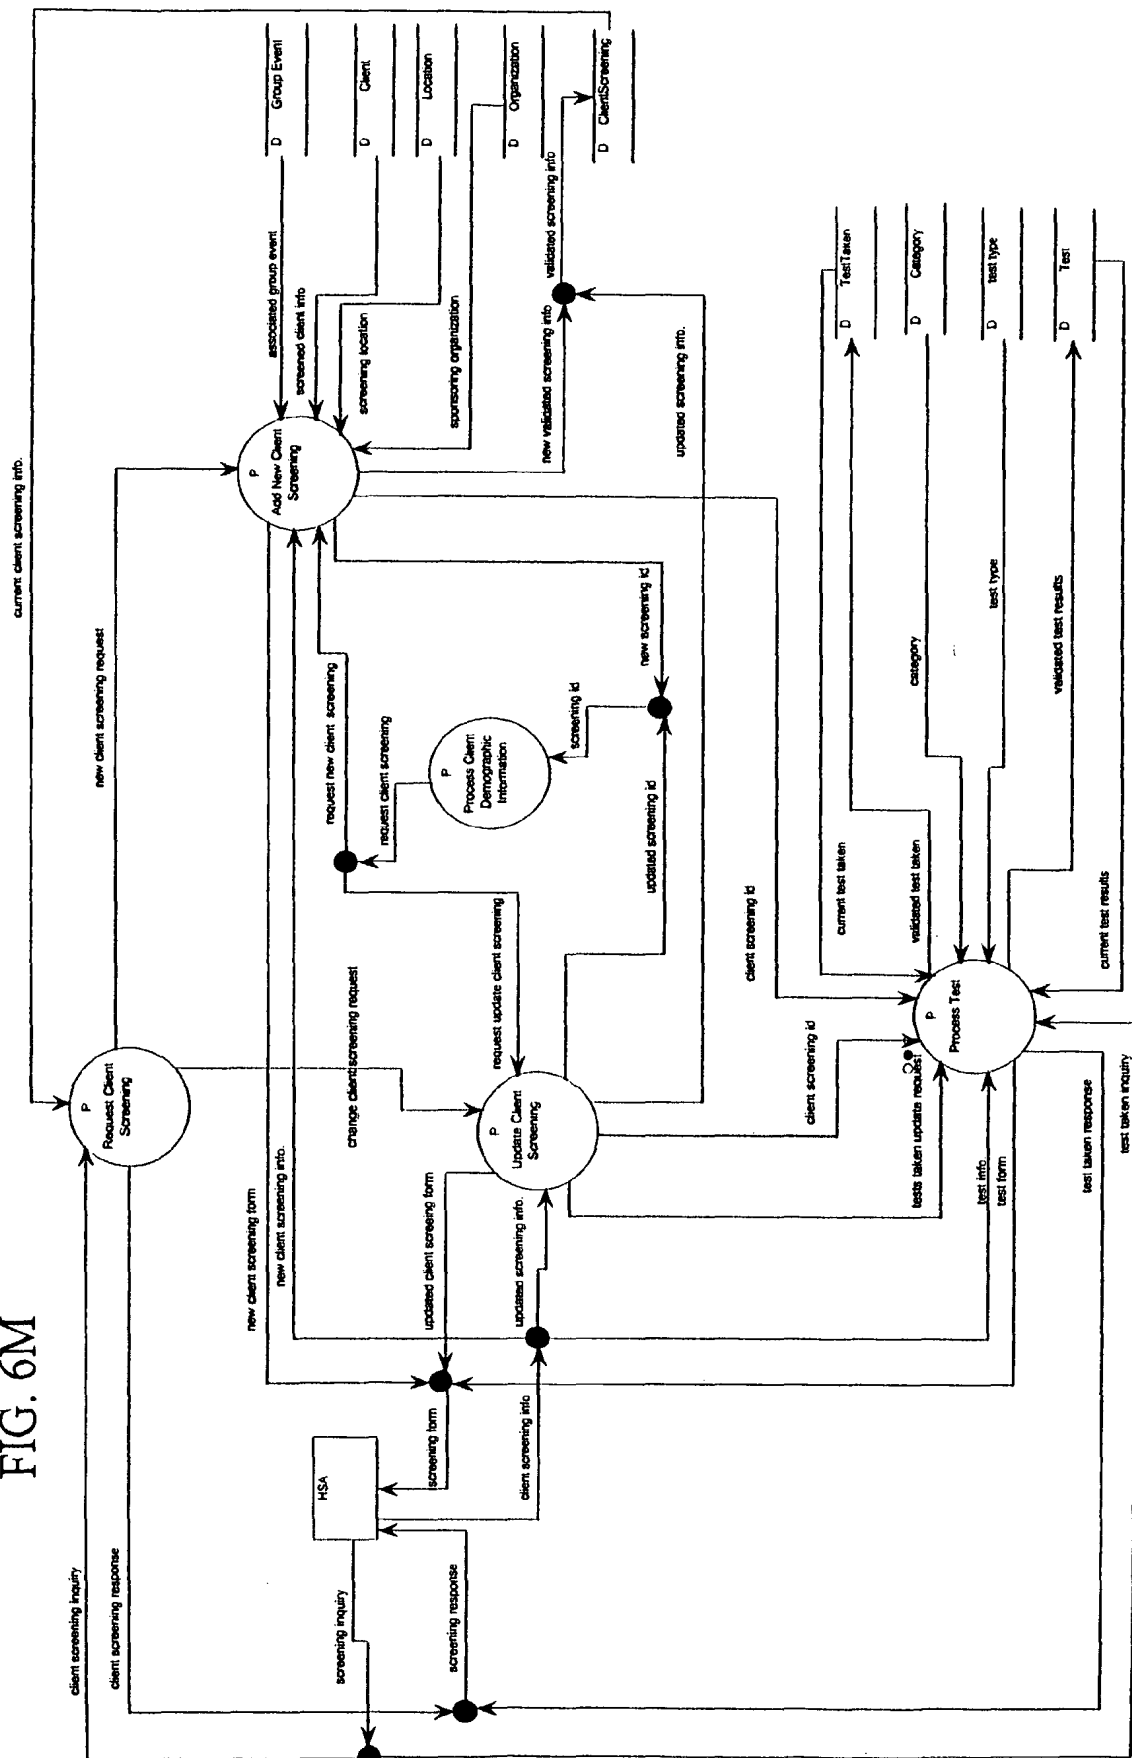 FIG. 6M
current client screening info.
new client screening request
client screening inquiry
client screening response
P
Request Client
Screening
new client screening form
new client screening info.
change client screening request
P
Add New Client
Screening
associated group event
screened client info
screening location
sponsoring organization
D Group Event
D Client
D Location
D Organization
D ClientScreening
validated screening info
new validated screening info
updated screening info.
request new client screening
request client screening
P
Process Client
Demographic
Information
screening id
new screening id
updated screening id
request update client screening
P
Update Client
Screening
updated client screeing form
updated screening info.
HSA
screening form
client screening info
screening inquiry
screening response
client screening id
client screening id
C
tests taken update request
test info
test form
P
Process Test
current test taken
validated test taken
category
test type
validated test results
current test results
test taken response
test taken inquiry
D TestTaken
D Category
D test type
D Test